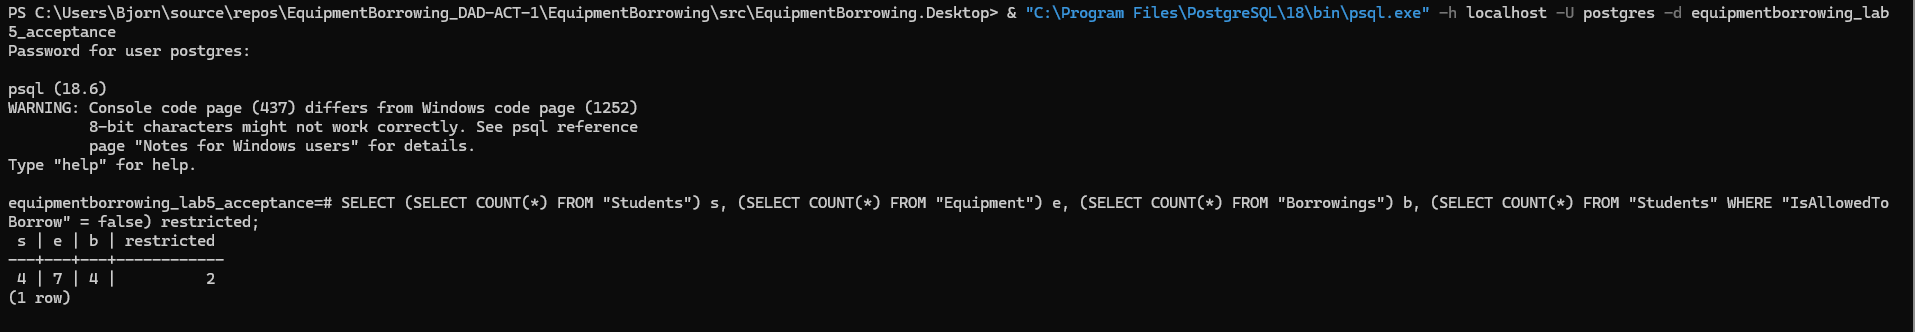 PS C:\Users\Bjorn\source\repos\EquipmentBorrowing_DAD-ACT-1\EquipmentBorrowing\src\EquipmentBorrowing.Desktop> & "C:\Program Files\PostgreSQL\18\bin\psql.exe" -h localhost -U postgres -d equipmentborrowing_lab
5_acceptance
Password for user postgres:

psql (18.6)
WARNING: Console code page (437) differs from Windows code page (1252)
         8-bit characters might not work correctly. See psql reference
         page "Notes for Windows users" for details.
Type "help" for help.

equipmentborrowing_lab5_acceptance=# SELECT (SELECT COUNT(*) FROM "Students") s, (SELECT COUNT(*) FROM "Equipment") e, (SELECT COUNT(*) FROM "Borrowings") b, (SELECT COUNT(*) FROM "Students" WHERE "IsAllowedTo
Borrow" = false) restricted;
 s | e | b | restricted
---+---+---+------------
 4 | 7 | 4 |          2
(1 row)